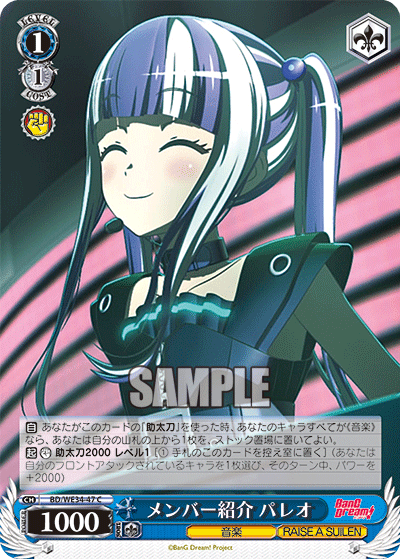 LEVEL
1
1
COST
SAMPLE
自 あなたがこのカードの「助太刀」を使った時、あなたのキャラすべてが《音楽》
なら、あなたは自分の山札の上から1枚を、ストック置場に置いてよい。
起 助太刀2000 レベル1 [① 手札のこのカードを控え室に置く] (あなたは自
分のフロントアタックされているキャラを1枚選び、そのターン中、パワーを
+2000)
CH BD/WE34-47 C
1000
メンバー紹介 パレオ
BanG Dream!
音楽
RAISE A SUILEN
©BanG Dream! Project